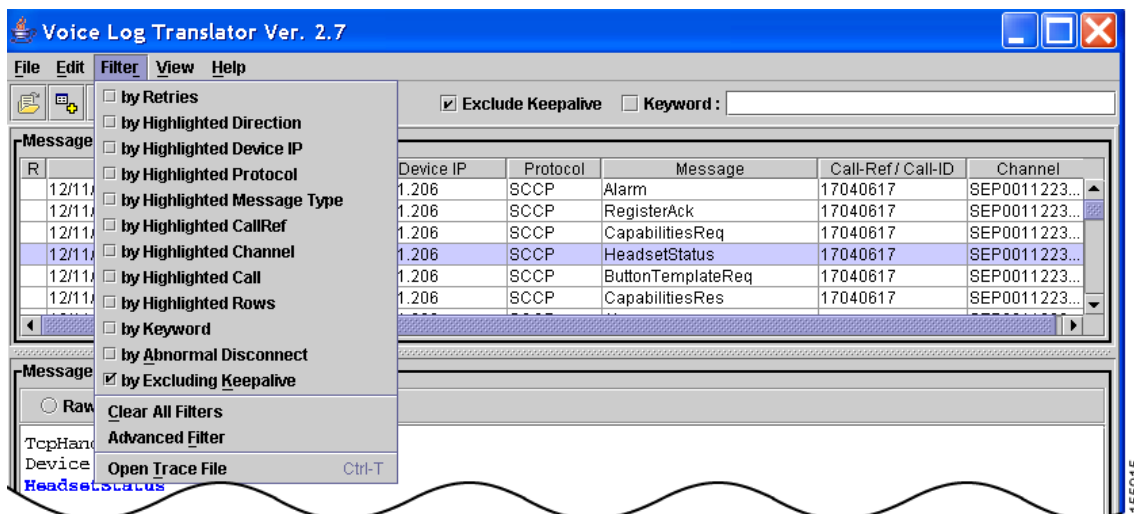 Voice Log Translator Ver. 2.7
File Edit Filter View Help
by Retries
by Highlighted Direction
by Highlighted Device IP
by Highlighted Protocol
by Highlighted Message Type
by Highlighted CallRef
by Highlighted Channel
by Highlighted Call
by Highlighted Rows
by Keyword
by Abnormal Disconnect
by Excluding Keepalive
Clear All Filters
Advanced Filter
Open Trace File Ctrl-T
Exclude Keepalive Keyword :
Message
R Device IP Protocol Message Call-Ref / Call-ID Channel
12/11/ 1.206 SCCP Alarm 17040617 SEP0011223...
12/11/ 1.206 SCCP RegisterAck 17040617 SEP0011223...
12/11/ 1.206 SCCP CapabilitiesReq 17040617 SEP0011223...
12/11/ 1.206 SCCP HeadsetStatus 17040617 SEP0011223...
12/11/ 1.206 SCCP ButtonTemplateReq 17040617 SEP0011223...
12/11/ 1.206 SCCP CapabilitiesRes 17040617 SEP0011223...
Message
Raw
TcpHand
Device
HeadsetStatus